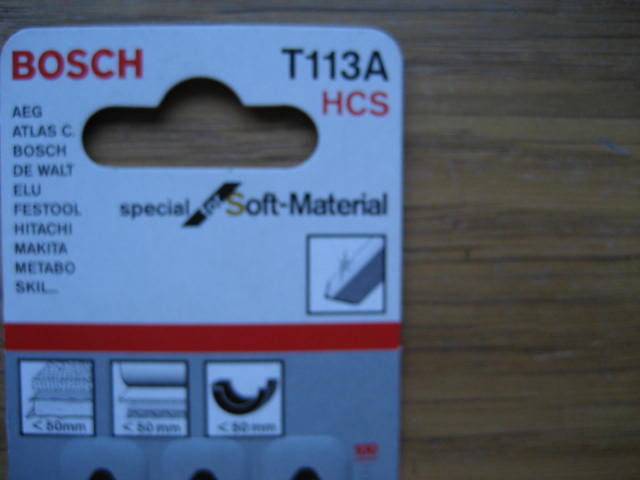 BOSCH
T113A
HCS
AEG
ATLAS C.
BOSCH
DE WALT
ELU
FESTOOL
HITACHI
MAKITA
METABO
SKIL...
special for Soft-Material
< 50mm
< 50 mm
< 50 mm